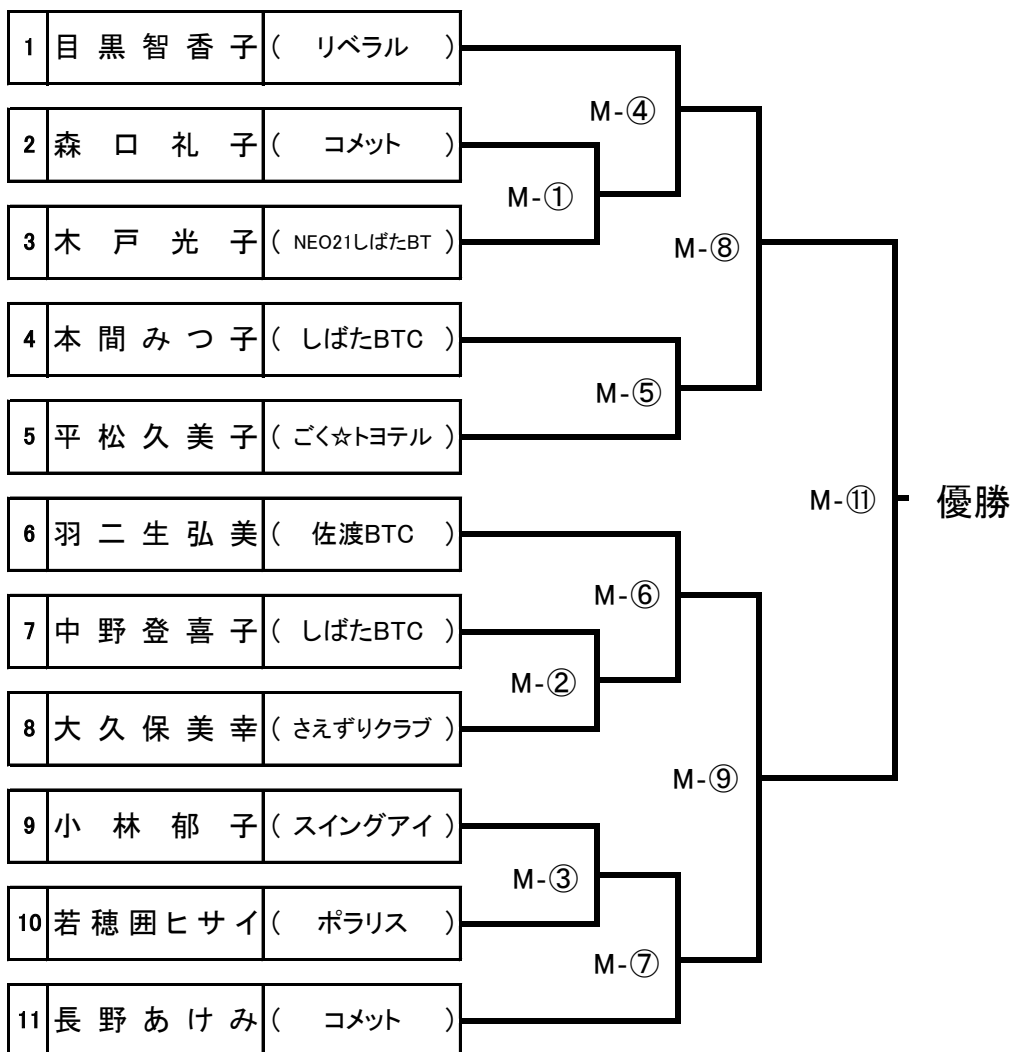 1 目黒智香子 ( リベラル )
M-④
2 森口礼子 ( コメット )
M-①
3 木戸光子 ( NEO21しばたBT )
M-⑧
4 本間みつ子 ( しばたBTC )
M-⑤
5 平松久美子 ( ごく☆トヨテル )
M-⑪ 優勝
6 羽二生弘美 ( 佐渡BTC )
M-⑥
7 中野登喜子 ( しばたBTC )
M-②
8 大久保美幸 ( さえずりクラブ )
M-⑨
9 小林郁子 ( スイングアイ )
M-③
10 若穂囲ヒサイ ( ポラリス )
M-⑦
11 長野あけみ ( コメット )